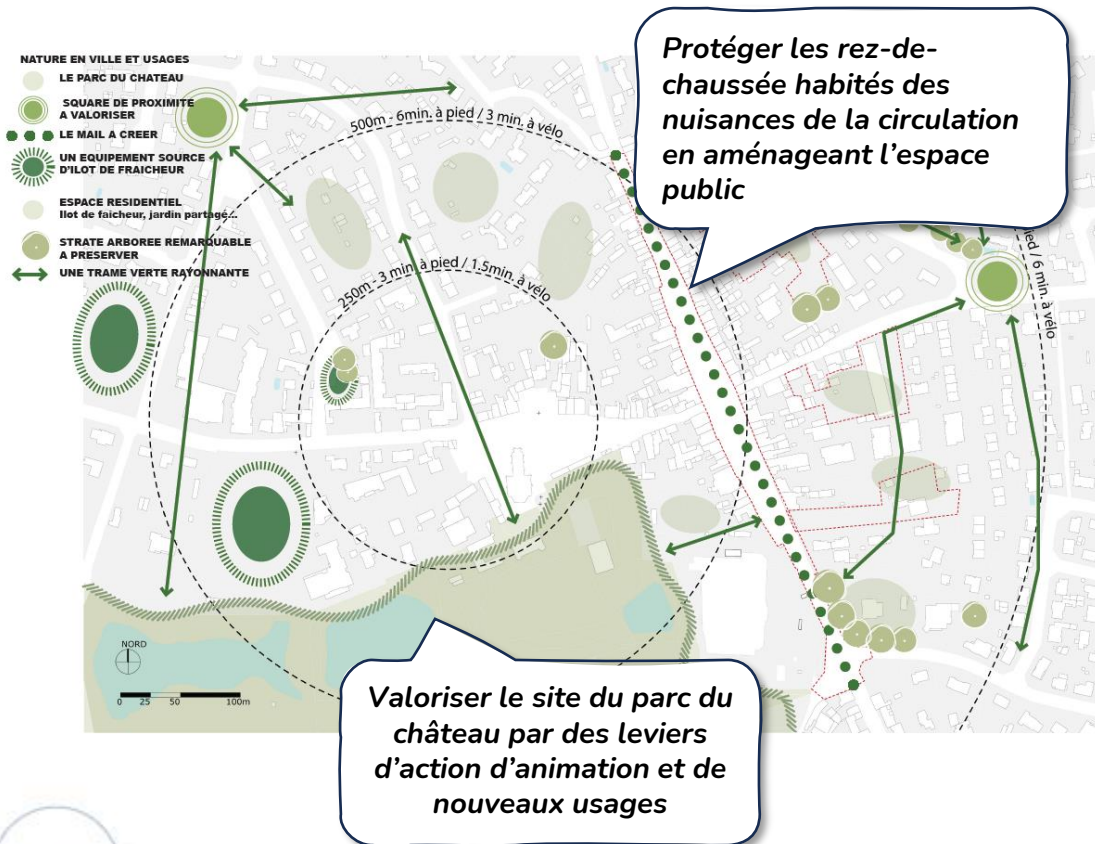 NATURE EN VILLE ET USAGES
LE PARC DU CHATEAU
SQUARE DE PROXIMITE
A VALORISER
LE MAIL A CREER
UN EQUIPEMENT SOURCE
D'ILOT DE FRAICHEUR
ESPACE RESIDENTIEL
Ilot de faicheur, jardin partagé...
STRATE ARBOREE REMARQUABLE
A PRESERVER
UNE TRAME VERTE RAYONNANTE
Protéger les rez-de-
chaussée habités des
nuisances de la circulation
en aménageant l’espace
public
500m - 6min. à pied / 3 min. à vélo
250m - 3 min. à pied / 1.5min. à vélo
pied / 6 min. à vélo
NORD
0 25 50 100m
Valoriser le site du parc du
château par des leviers
d’action d’animation et de
nouveaux usages